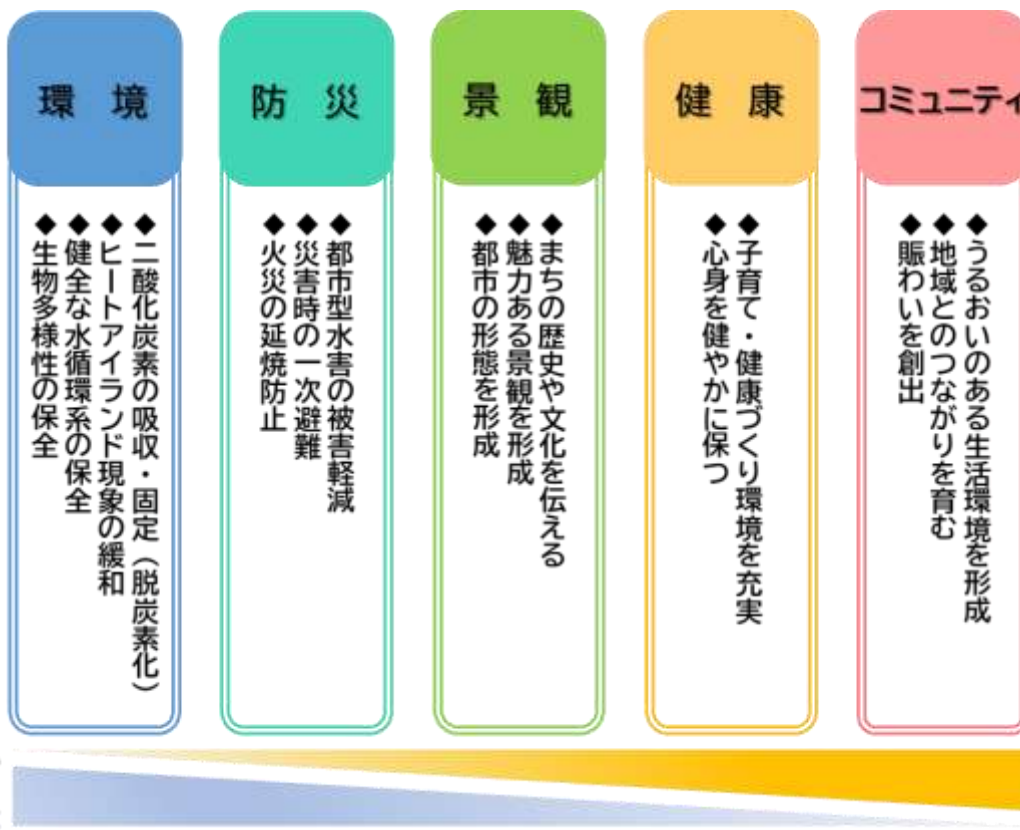 環境
◆二酸化炭素の吸収・固定（脱炭素化）
◆ヒートアイランド現象の緩和
◆健全な水循環系の保全
◆生物多様性の保全
防災
◆都市型水害の被害軽減
◆災害時の一次避難
◆火災の延焼防止
景観
◆まちの歴史や文化を伝える
◆魅力ある景観を形成
◆都市の形態を形成
健康
◆子育て・健康づくり環境を充実
◆心身を健やかに保つ
コミュニティ
◆うるおいのある生活環境を形成
◆地域とのつながりを育む
◆賑わいを創出